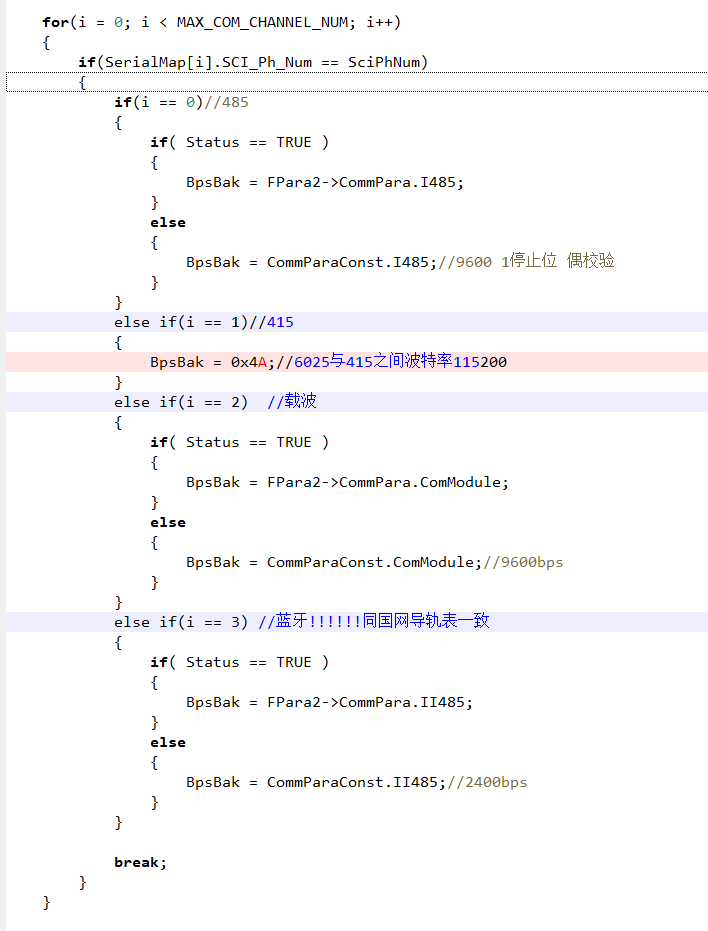 for(i = 0; i < MAX_COM_CHANNEL_NUM; i++)
{
if(SerialMap[i].SCI_Ph_Num == SciPhNum)
{
if(i == 0)//485
{
if( Status == TRUE )
{
BpsBak = FPara2->CommPara.I485;
}
else
{
BpsBak = CommParaConst.I485;//9600 1停止位 偶校验
}
}
else if(i == 1)//415
{
BpsBak = 0x4A;//6025与415之间波特率115200
}
else if(i == 2)  //载波
{
if( Status == TRUE )
{
BpsBak = FPara2->CommPara.ComModule;
}
else
{
BpsBak = CommParaConst.ComModule;//9600bps
}
}
else if(i == 3) //蓝牙!!!!!!同国网导轨表一致
{
if( Status == TRUE )
{
BpsBak = FPara2->CommPara.II485;
}
else
{
BpsBak = CommParaConst.II485;//2400bps
}
}
break;
}
}